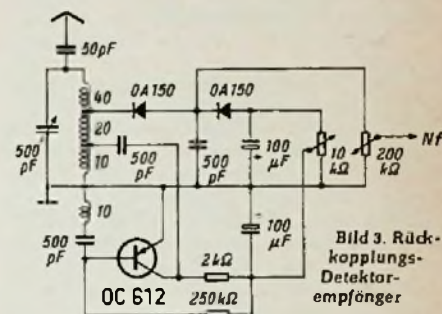 50pF
0A150
0A150
40
20
10
500
pF
500
pF
500
pF
100
µF
10
kΩ
200
kΩ
Nf
10
500
pF
100
µF
2kΩ
250kΩ
OC 612
Bild 3. Rück-
kopplungs-
Detektor-
empfänger